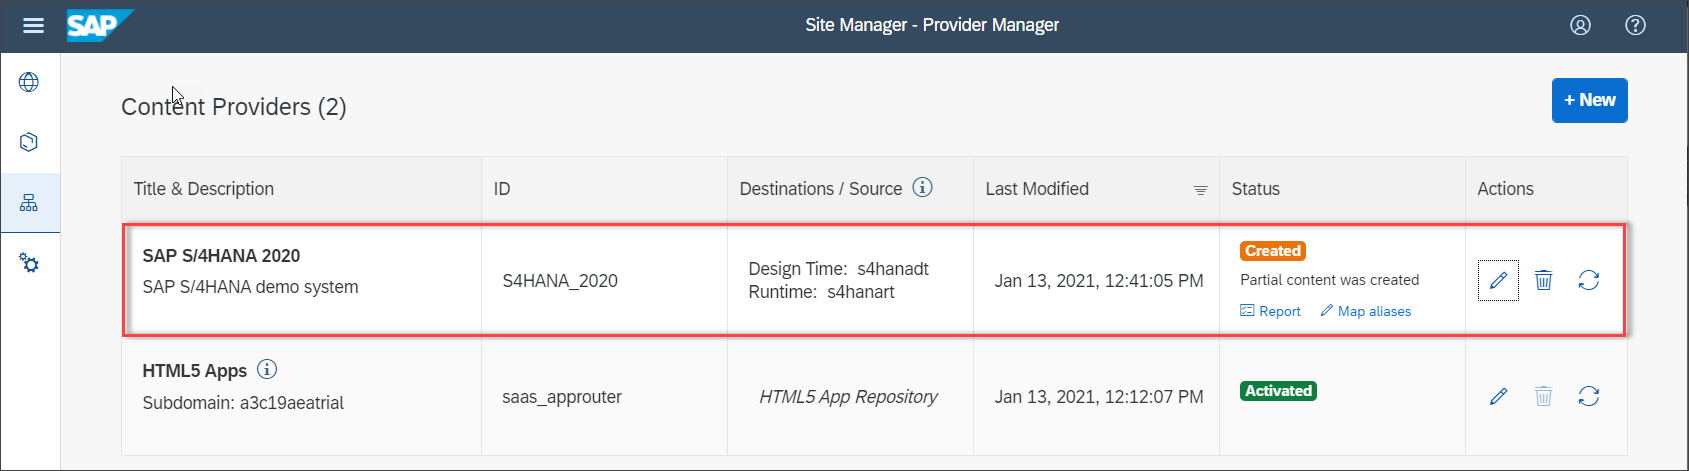 SAP
Site Manager - Provider Manager
Content Providers (2)
+ New
Title & Description
ID
Destinations / Source
Last Modified
Status
Actions
SAP S/4HANA 2020
SAP S/4HANA demo system
S4HANA_2020
Design Time: s4hanadt
Runtime: s4hanart
Jan 13, 2021, 12:41:05 PM
Created
Partial content was created
Report
Map aliases
HTML5 Apps
Subdomain: a3c19aeatrial
saas_approuter
HTML5 App Repository
Jan 13, 2021, 12:12:07 PM
Activated